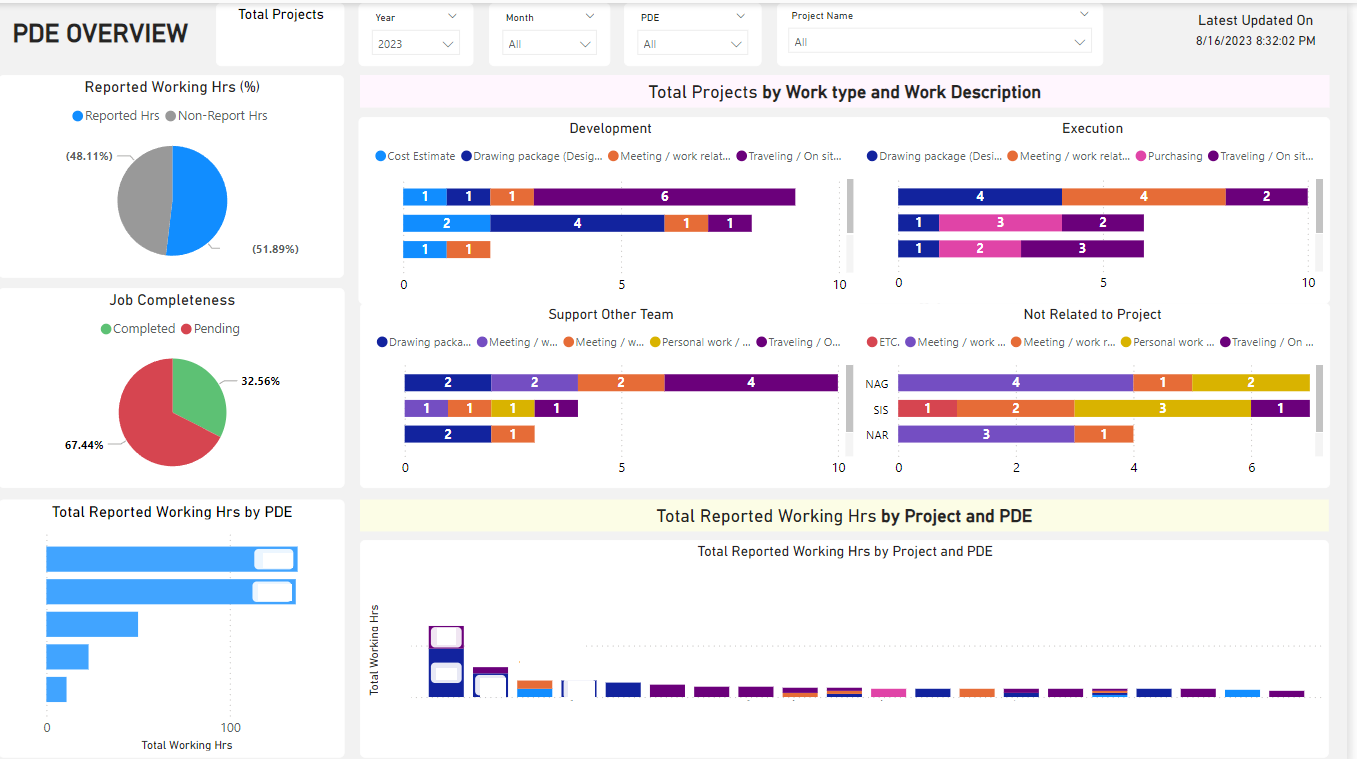 PDE OVERVIEW
Total Projects
Year
2023
Month
All
PDE
All
Project Name
All
Latest Updated On
8/16/2023 8:32:02 PM
Reported Working Hrs (%)
Reported Hrs Non-Report Hrs
(48.11%)
(51.89%)
Job Completeness
Completed Pending
32.56%
67.44%
Total Reported Working Hrs by PDE
0 100
Total Working Hrs
Total Projects by Work type and Work Description
Development
Cost Estimate Drawing package (Desig... Meeting / work relat... Traveling / On sit...
1 1 1 6
2 4 1 1
1 1
0 5 10
Execution
Drawing package (Desi... Meeting / work relat... Purchasing Traveling / On sit...
4 4 2
1 3 2
1 2 3
0 5 10
Support Other Team
Drawing packa... Meeting / w... Meeting / w... Personal work / ... Traveling / O...
2 2 2 4
1 1 1 1
2 1
0 5 10
Not Related to Project
ETC. Meeting / work ... Meeting / work r... Personal work ... Traveling / On ...
NAG 4 1 2
SIS 1 2 3 1
NAR 3 1
0 2 4 6
Total Reported Working Hrs by Project and PDE
Total Reported Working Hrs by Project and PDE
Total Working Hrs